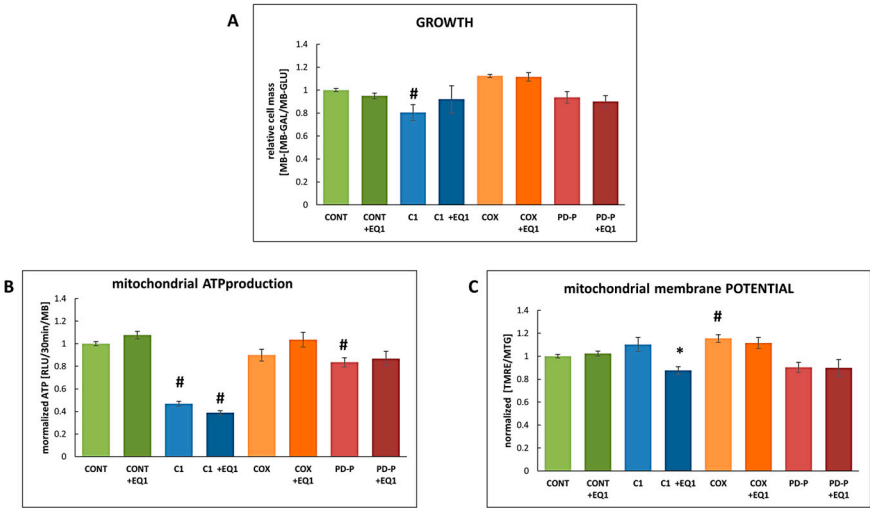 A
GROWTH
relative cell mass
[MB-[MB-GAL/MB-GLU]
1.4
1.2
1
0.8
0.6
0.4
0.2
0
#
CONT
CONT
+EQ1
C1
C1 +EQ1
COX
COX
+EQ1
PD-P
PD-P
+EQ1
B
mitochondrial ATPproduction
mormalized ATP [RLU/30min/MB]
1.4
1.2
1
0.8
0.6
0.4
0.2
0
#
#
#
CONT
CONT
+EQ1
C1
C1 +EQ1
COX
COX
+EQ1
PD-P
PD-P
+EQ1
C
mitochondrial membrane POTENTIAL
normalized [TMRE/MTG]
1.4
1.2
1
0.8
0.6
0.4
0.2
0
*
#
CONT
CONT
+EQ1
C1
C1 +EQ1
COX
COX
+EQ1
PD-P
PD-P
+EQ1